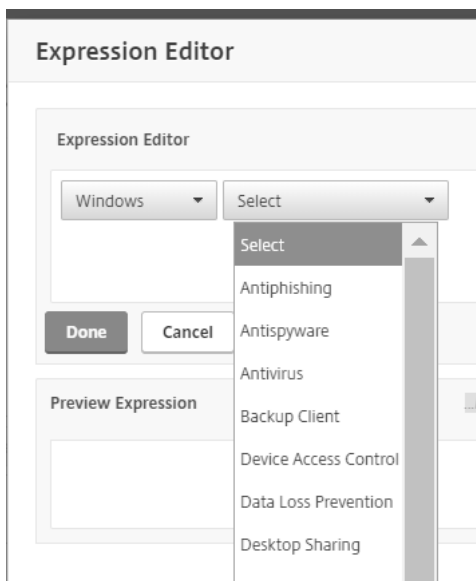 Expression Editor
Expression Editor
Windows
Select
Select
Antiphishing
Antispyware
Antivirus
Backup Client
Device Access Control
Data Loss Prevention
Desktop Sharing
Done
Cancel
Preview Expression